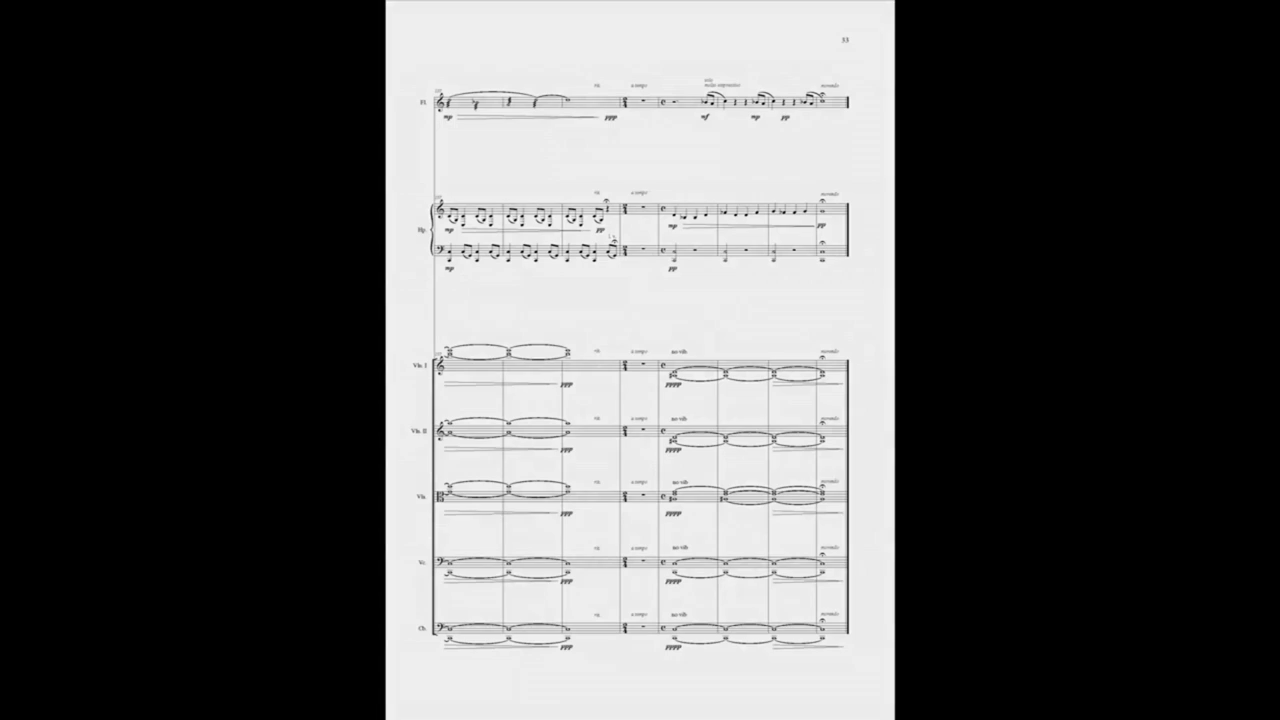 33
solo
rit. a tempo molto espressivo morendo
Fl.
mp ppp mf mp pp
rit. a tempo morendo
mp pp mp pp
Hp.
mp pp
rit. a tempo no vib morendo
Vln. I
ppp pppp
rit. a tempo no vib morendo
Vln. II
ppp pppp
rit. a tempo no vib morendo
Vla.
ppp pppp
rit. a tempo no vib morendo
Vc.
ppp pppp
rit. a tempo no vib morendo
Cb.
ppp pppp